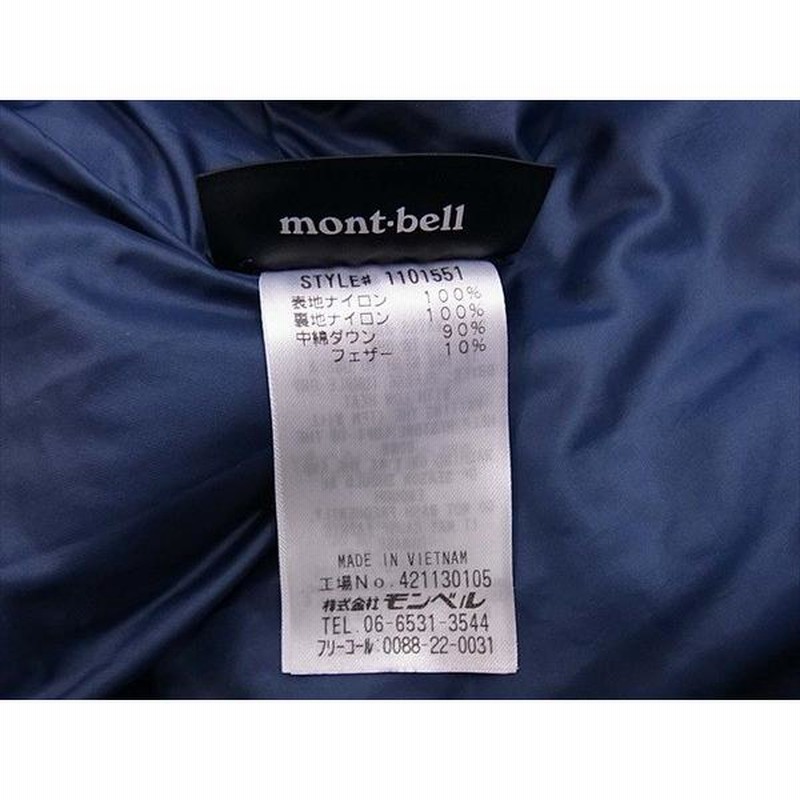 mont·bell
STYLE# 1101551
表地ナイロン 100%
裏地ナイロン 100%
中綿ダウン 90%
フェザー 10%
MADE IN VIETNAM
工場No.421130105
株式会社モンベル
TEL.06-6531-3544
フリーコール:0088-22-0031